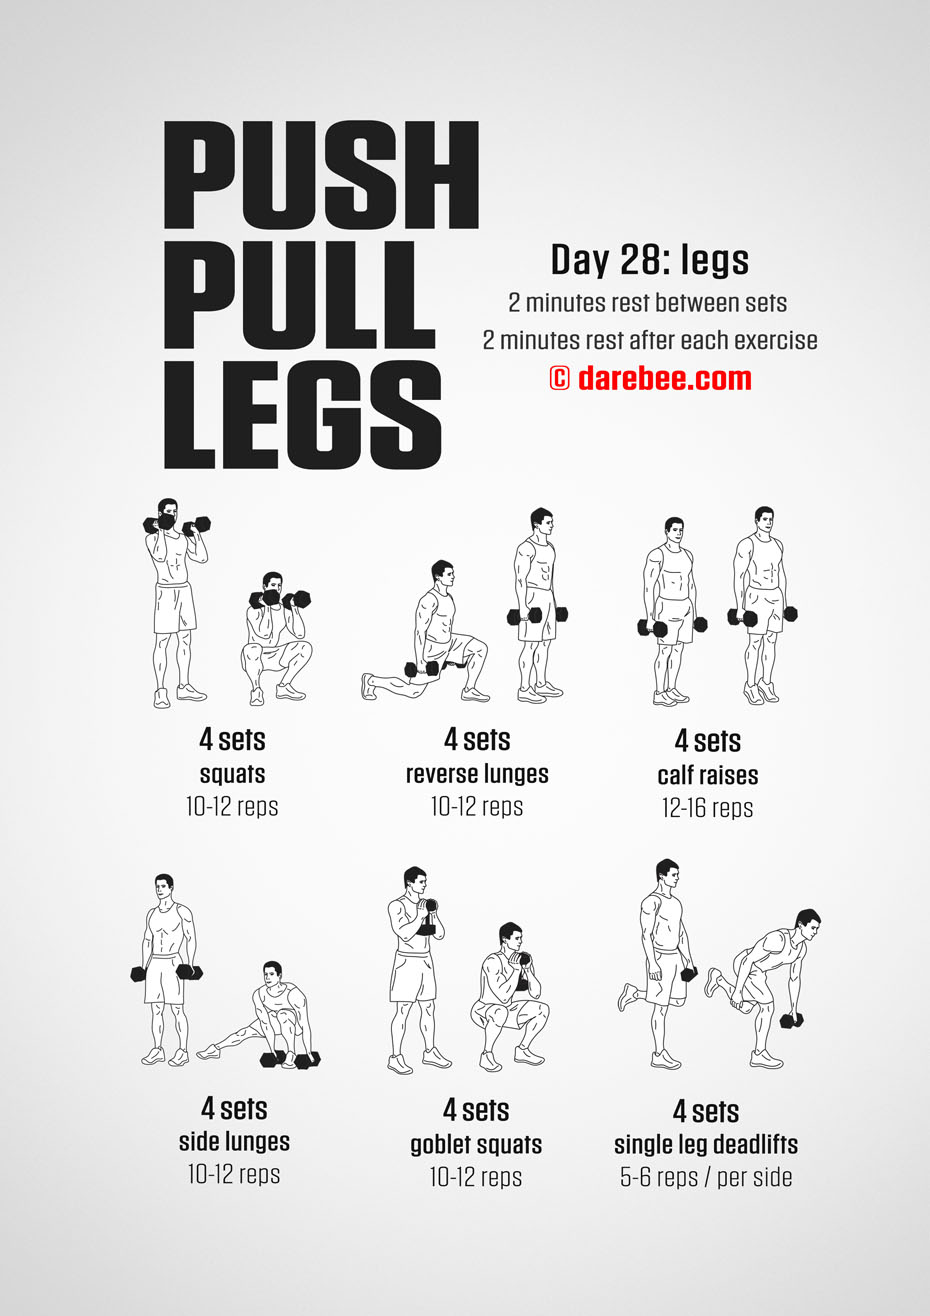 PUSH
PULL
LEGS
Day 28: legs
2 minutes rest between sets
2 minutes rest after each exercise
© darebee.com
4 sets
squats
10-12 reps
4 sets
reverse lunges
10-12 reps
4 sets
calf raises
12-16 reps
4 sets
side lunges
10-12 reps
4 sets
goblet squats
10-12 reps
4 sets
single leg deadlifts
5-6 reps / per side